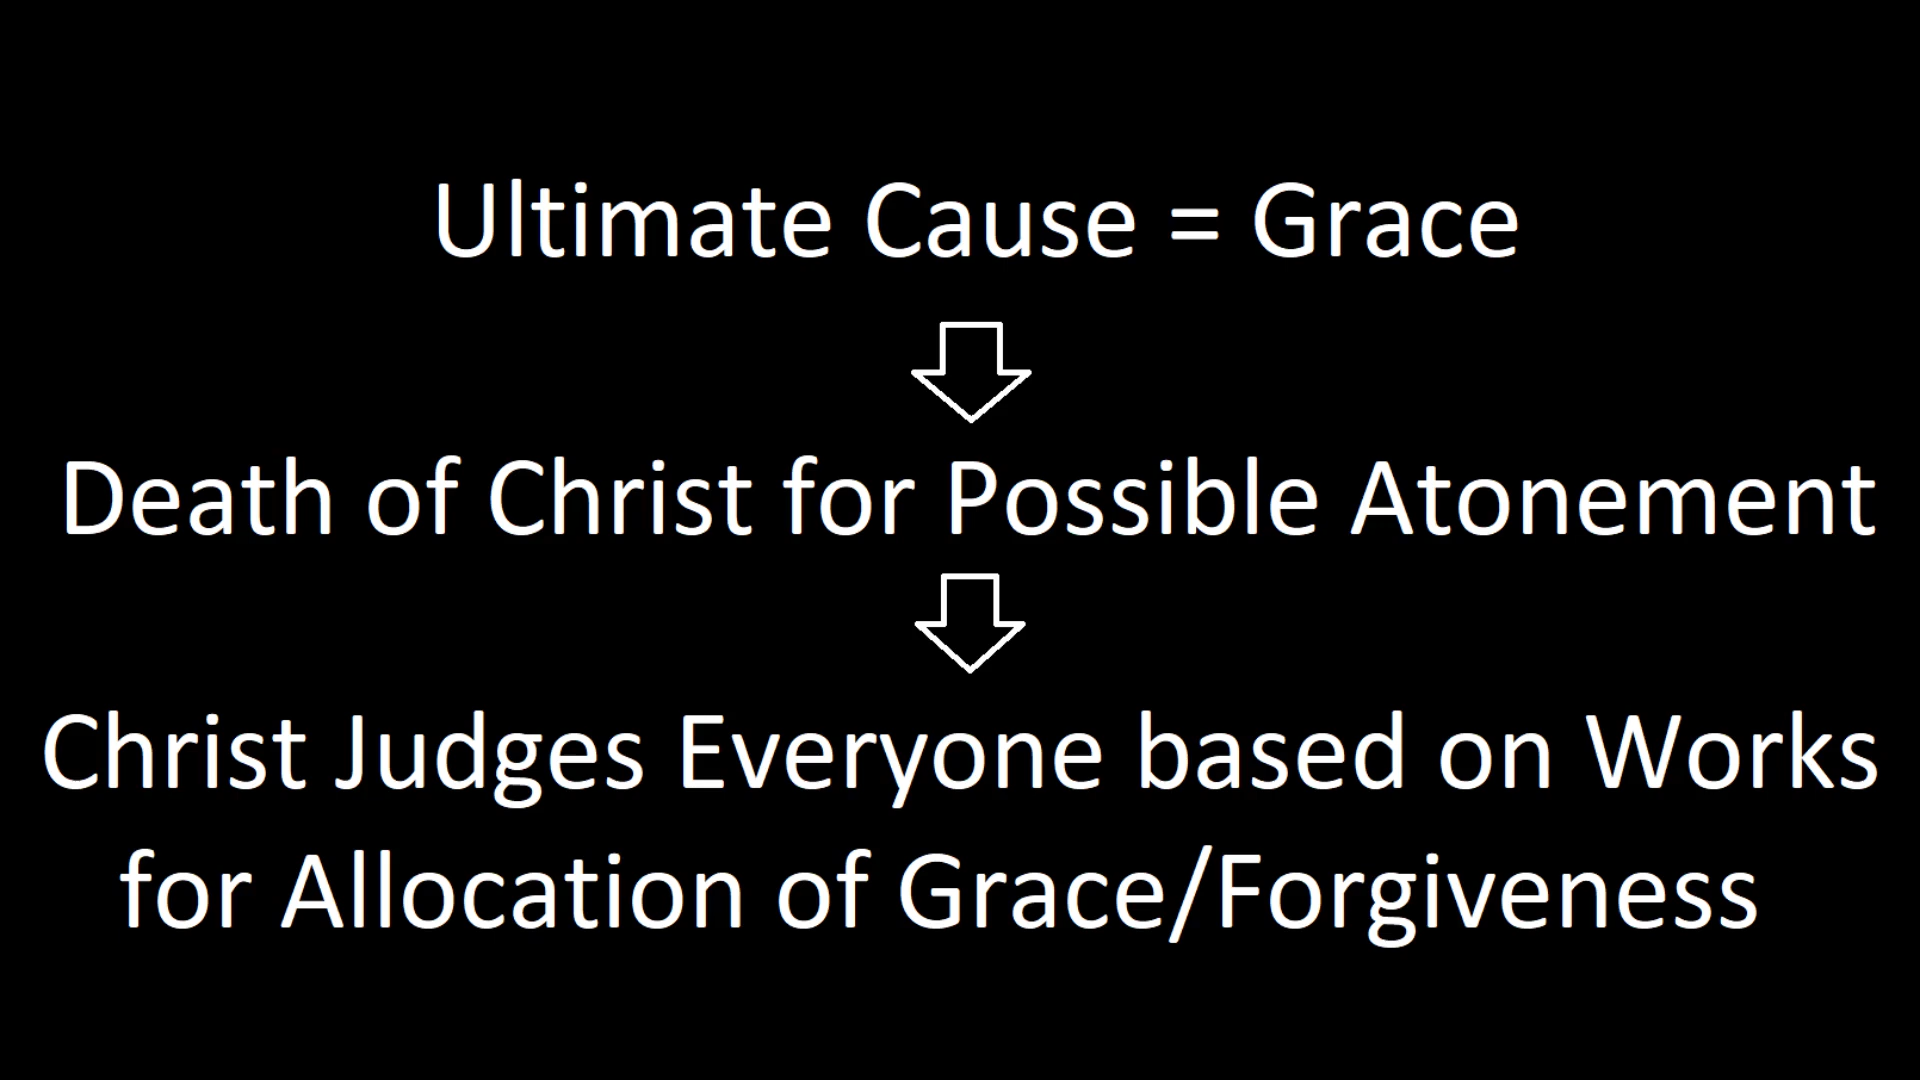 Ultimate Cause = Grace
Death of Christ for Possible Atonement
Christ Judges Everyone based on Works
for Allocation of Grace/Forgiveness